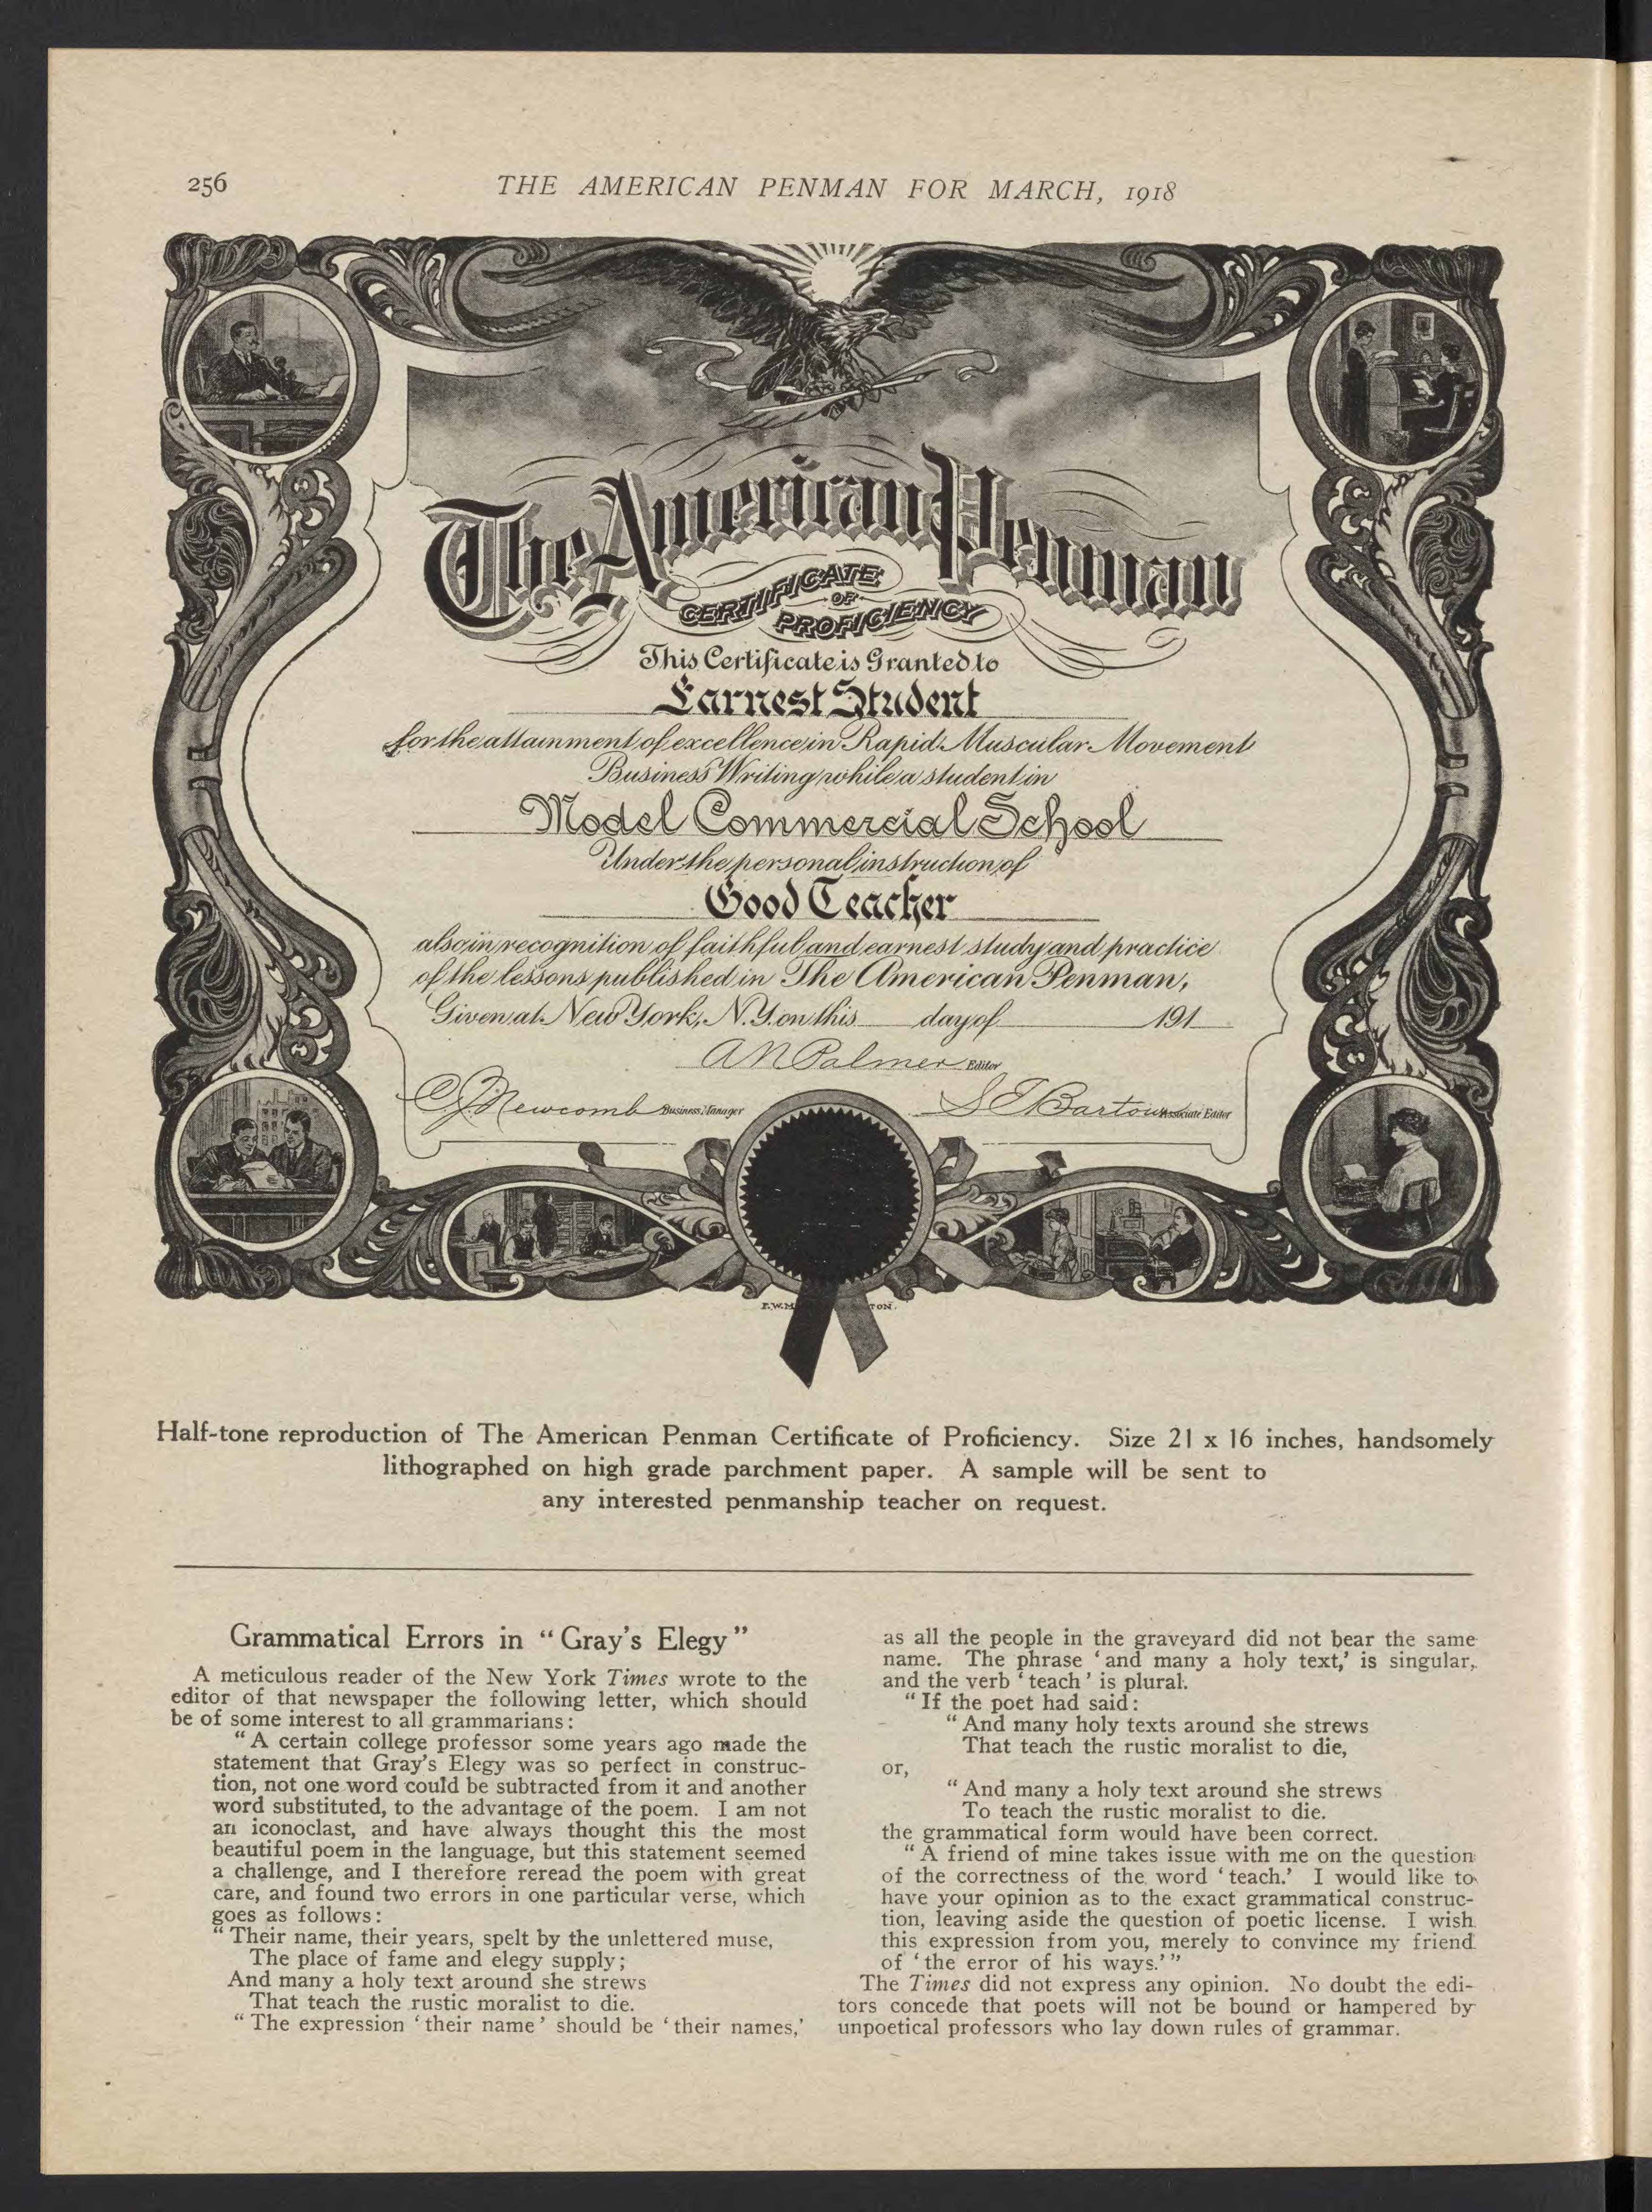 256
THE AMERICAN PENMAN FOR MARCH, 1918
The American Penman
CERTIFICATE
OF
PROFICIENCY
This Certificate is Granted to
Earnest Student
for the attainment of excellence in Rapid Muscular Movement
Business Writing while a student in
Model Commercial School
Under the personal instruction of
Good Teacher
also in recognition of faithful and earnest study and practice
of the lessons published in The American Penman,
Given at New York, N.Y. on this day of 191
A N Palmer Editor
C J Newcomb Business Manager
S E Bartow Associate Editor
F.W.M TON.
Half-tone reproduction of The American Penman Certificate of Proficiency. Size 21 x 16 inches, handsomely
lithographed on high grade parchment paper. A sample will be sent to
any interested penmanship teacher on request.
Grammatical Errors in “Gray’s Elegy”
A meticulous reader of the New York Times wrote to the
editor of that newspaper the following letter, which should
be of some interest to all grammarians:
“A certain college professor some years ago made the
statement that Gray’s Elegy was so perfect in construc-
tion, not one word could be subtracted from it and another
word substituted, to the advantage of the poem. I am not
an iconoclast, and have always thought this the most
beautiful poem in the language, but this statement seemed
a challenge, and I therefore reread the poem with great
care, and found two errors in one particular verse, which
goes as follows:
“Their name, their years, spelt by the unlettered muse,
The place of fame and elegy supply;
And many a holy text around she strews
That teach the rustic moralist to die.
“The expression ‘their name’ should be ‘their names,’
as all the people in the graveyard did not bear the same
name. The phrase ‘and many a holy text,’ is singular,
and the verb ‘teach’ is plural.
“If the poet had said:
“And many holy texts around she strews
That teach the rustic moralist to die,
or,
“And many a holy text around she strews
To teach the rustic moralist to die.
the grammatical form would have been correct.
“A friend of mine takes issue with me on the question
of the correctness of the word ‘teach.’ I would like to
have your opinion as to the exact grammatical construc-
tion, leaving aside the question of poetic license. I wish
this expression from you, merely to convince my friend
of ‘the error of his ways.’”
The Times did not express any opinion. No doubt the edi-
tors concede that poets will not be bound or hampered by
unpoetical professors who lay down rules of grammar.